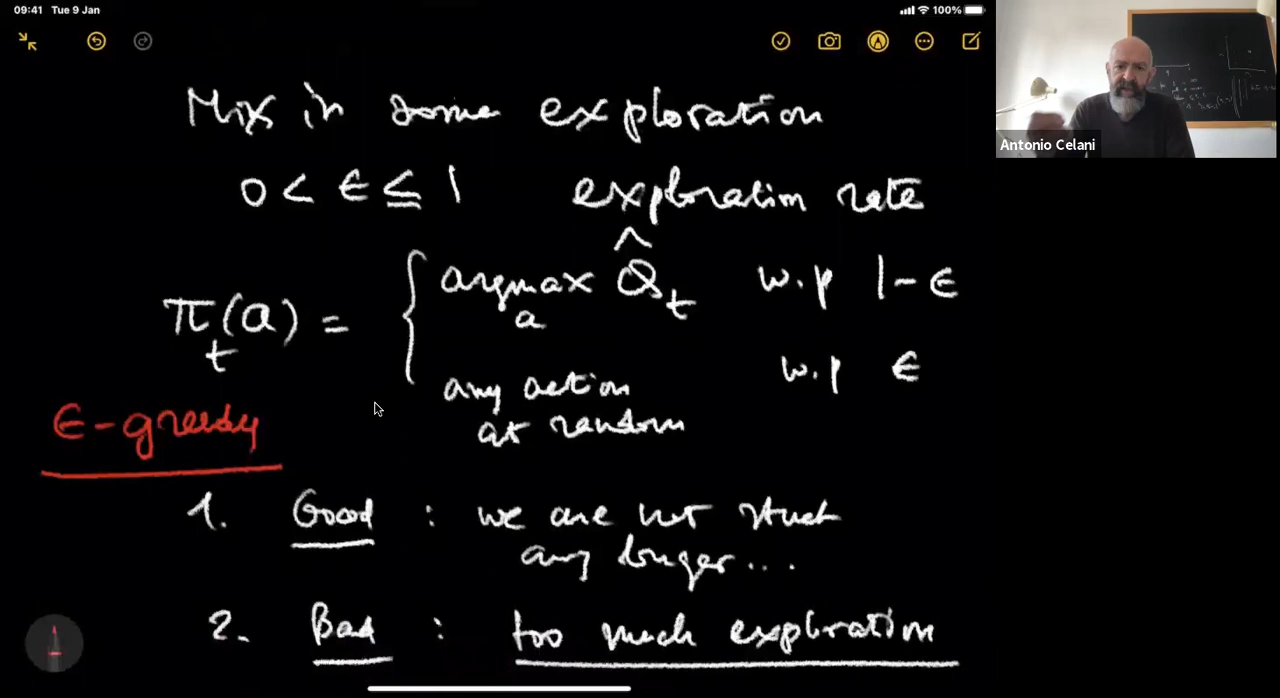 09:41 Tue 9 Jan
100%
Antonio Celani
Mix in some exploration
0 < ϵ ≤ 1 exploration rate
π_t(a) = { argmax_a Q̂_t w.p 1-ϵ
any action at random w.p ϵ
ϵ-greedy
1. Good : we are not stuck
any longer...
2. Bad : too much exploration